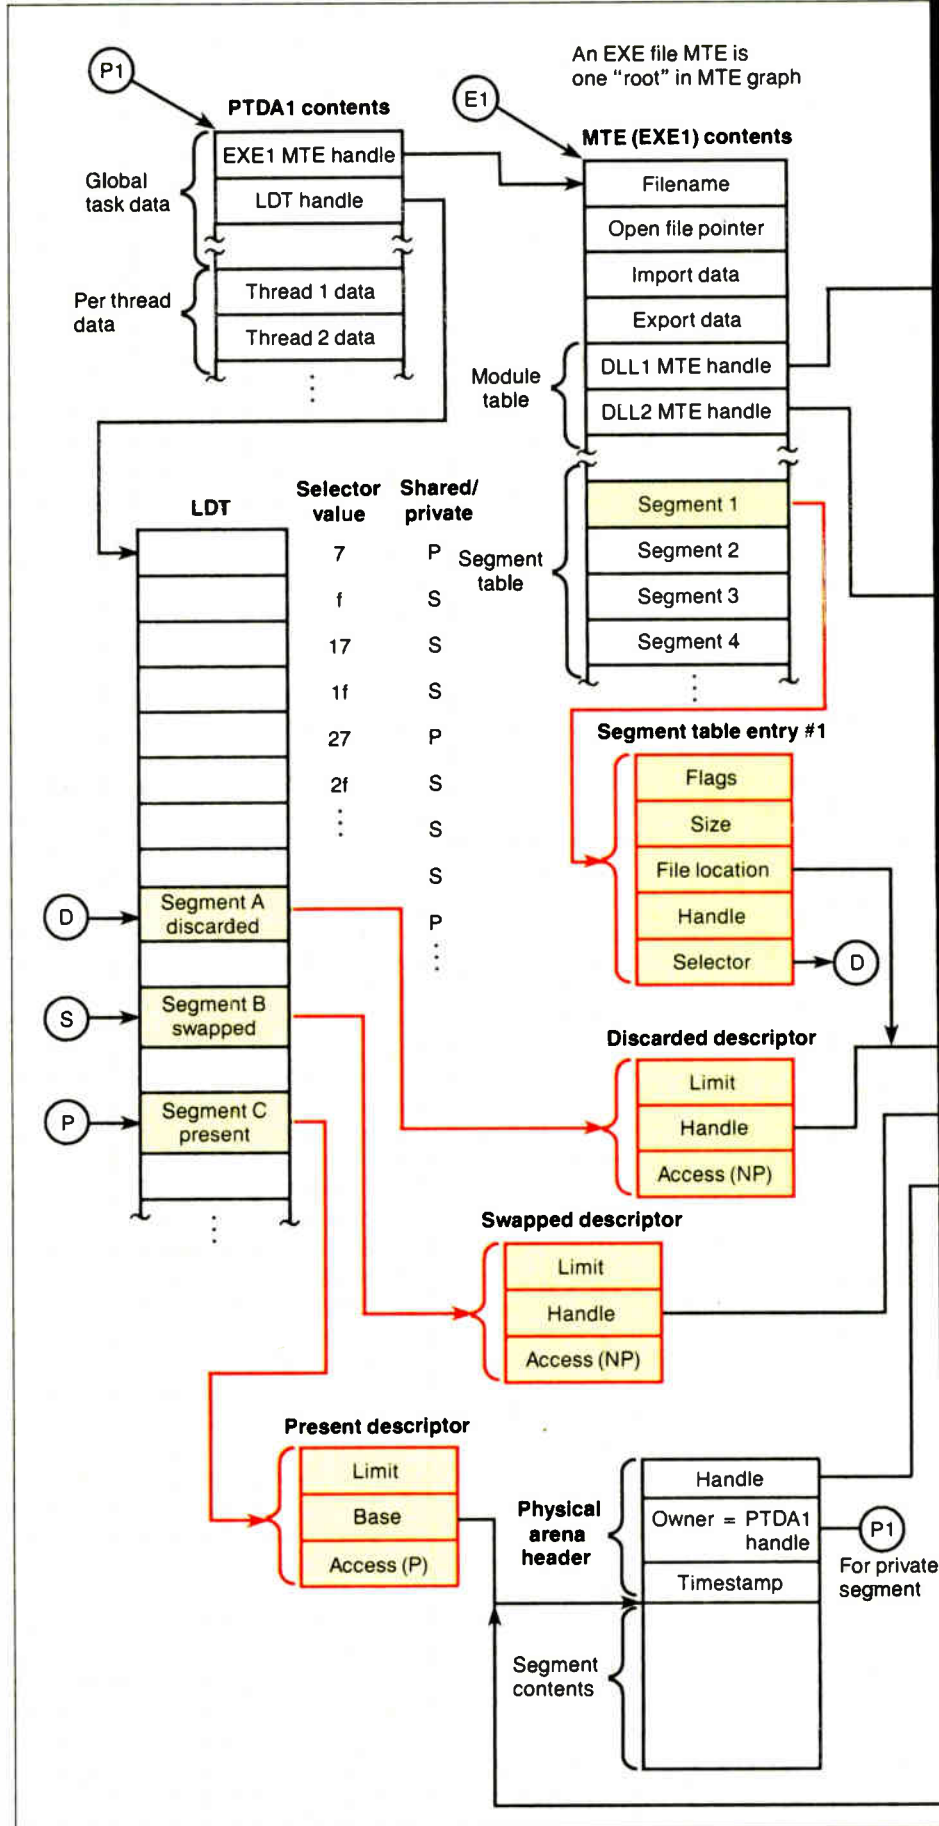 An EXE file MTE is
one “root” in MTE graph
P1
E1
PTDA1 contents
EXE1 MTE handle
LDT handle
Global
task data
Per thread
data
Thread 1 data
Thread 2 data
MTE (EXE1) contents
Filename
Open file pointer
Import data
Export data
Module
table
DLL1 MTE handle
DLL2 MTE handle
Segment
table
Segment 1
Segment 2
Segment 3
Segment 4
LDT
Selector
value
Shared/
private
7 P
f S
17 S
1f S
27 P
2f S
S
S
P
D
Segment A
discarded
S
Segment B
swapped
P
Segment C
present
Segment table entry #1
Flags
Size
File location
Handle
Selector
D
Discarded descriptor
Limit
Handle
Access (NP)
Swapped descriptor
Limit
Handle
Access (NP)
Present descriptor
Limit
Base
Access (P)
Physical
arena
header
Handle
Owner = PTDA1
handle
Timestamp
P1
For private
segment
Segment
contents